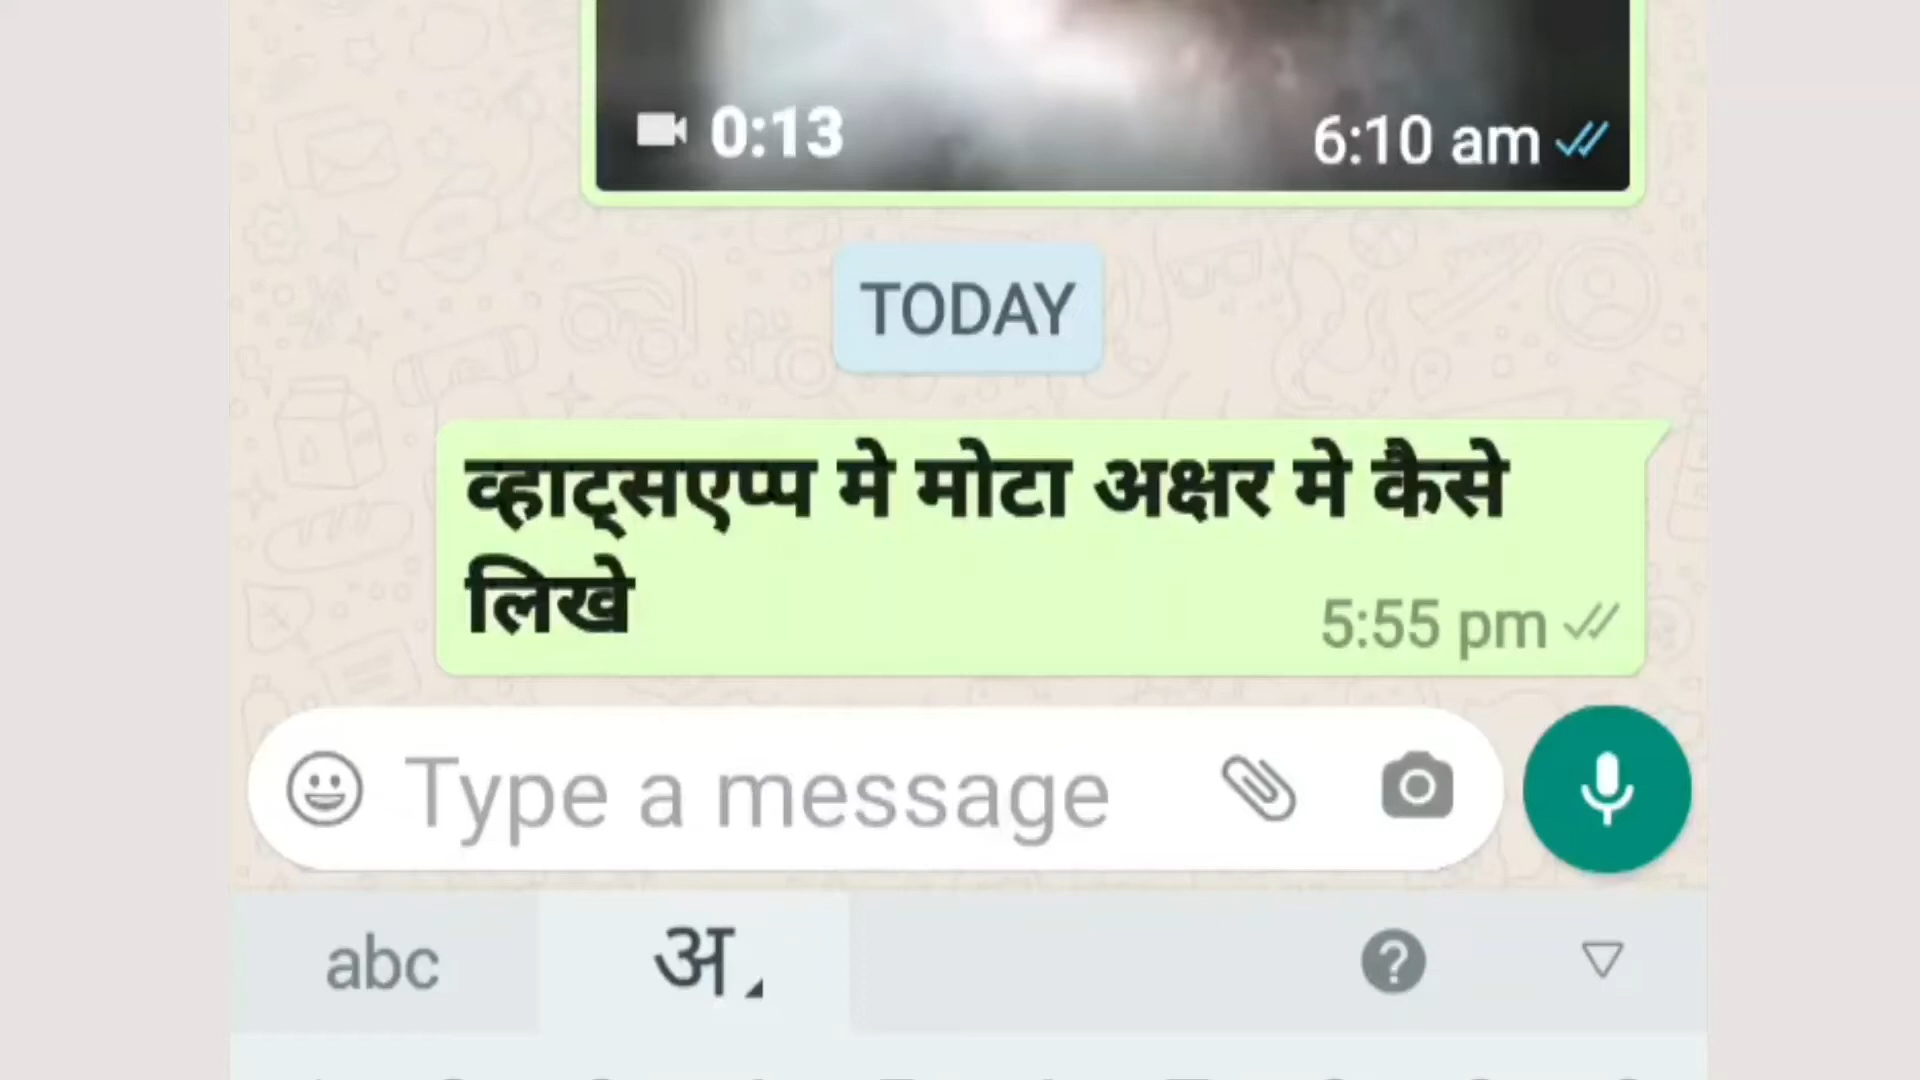 0:13
6:10 am
TODAY
व्हाट्सएप्प मे मोटा अक्षर मे कैसे
लिखे
5:55 pm
Type a message
abc
अ
?